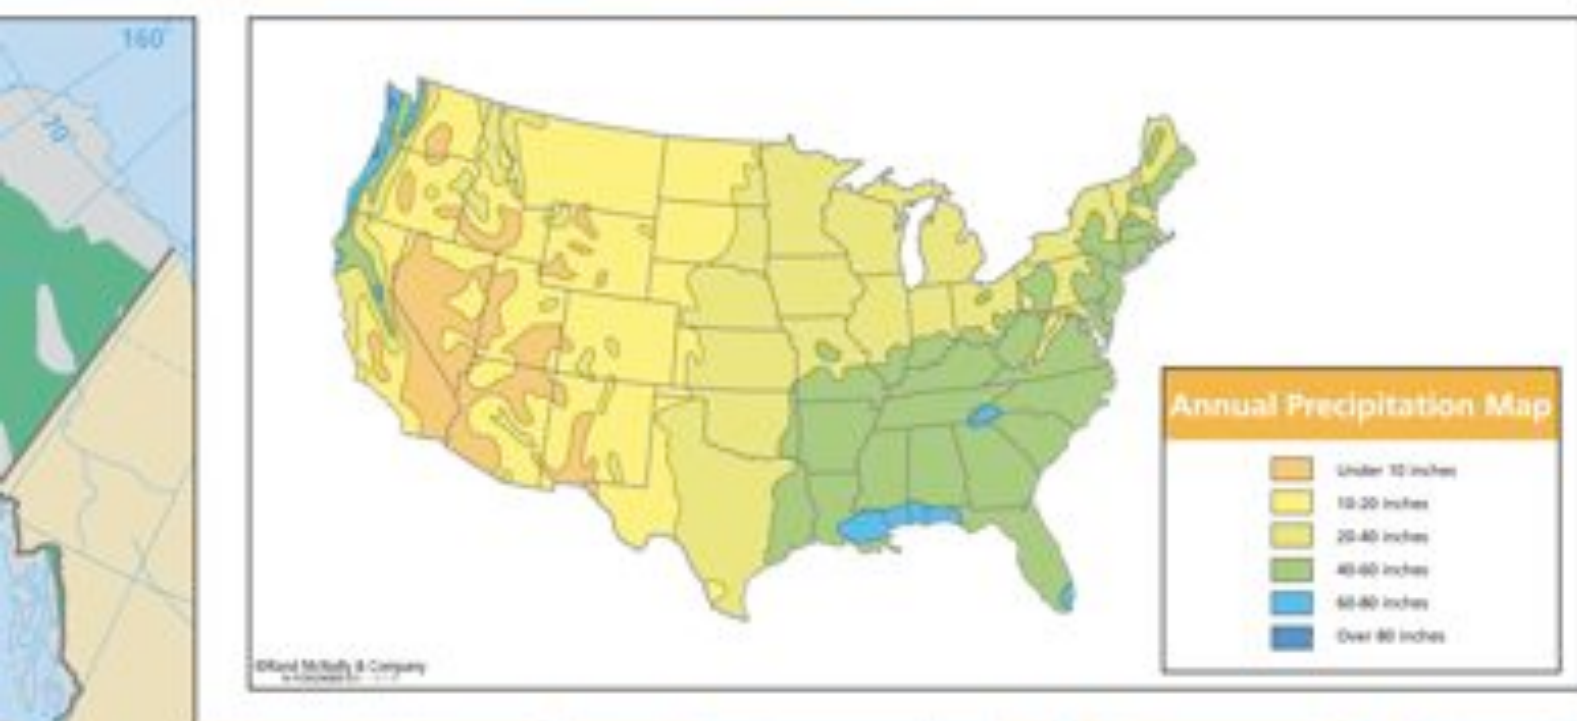 160°
70
Annual Precipitation Map
Under 10 inches
10-20 inches
20-40 inches
40-60 inches
60-80 inches
Over 80 inches
©Rand McNally & Company